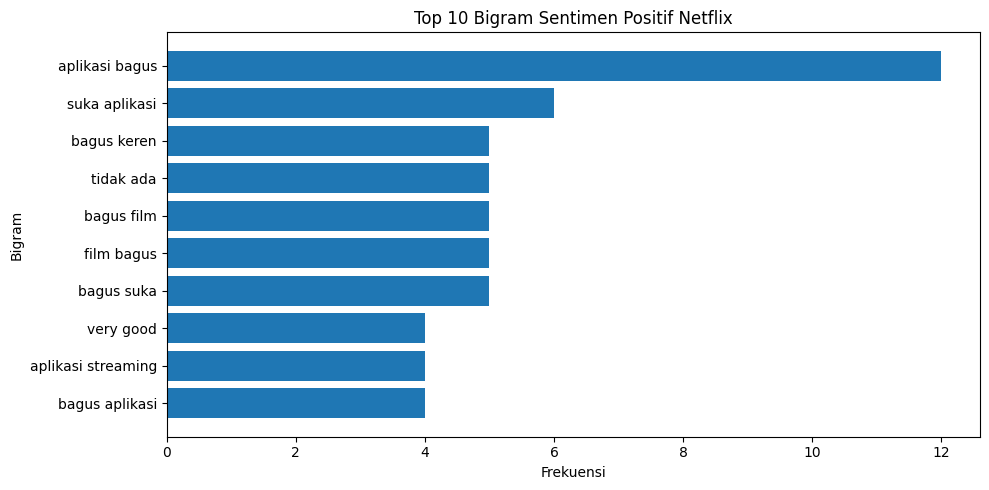 Top 10 Bigram Sentimen Positif Netflix
Bigram
aplikasi bagus
suka aplikasi
bagus keren
tidak ada
bagus film
film bagus
bagus suka
very good
aplikasi streaming
bagus aplikasi
0 2 4 6 8 10 12
Frekuensi